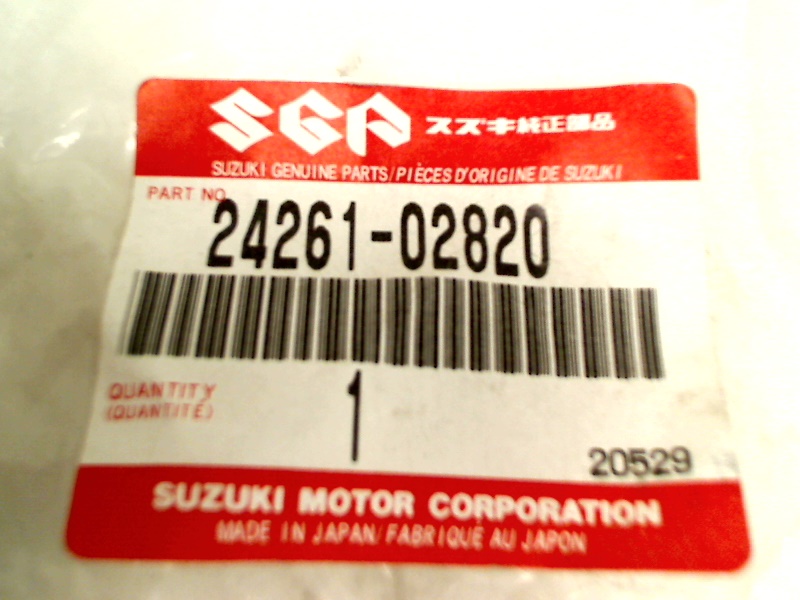 SGP スズキ純正部品
SUZUKI GENUINE PARTS/PIÈCES D'ORIGINE DE SUZUKI
PART NO.
24261-02820
QUANTITY
(QUANTITÉ)
1
20529
SUZUKI MOTOR CORPORATION
MADE IN JAPAN/FABRIQUÉ AU JAPON